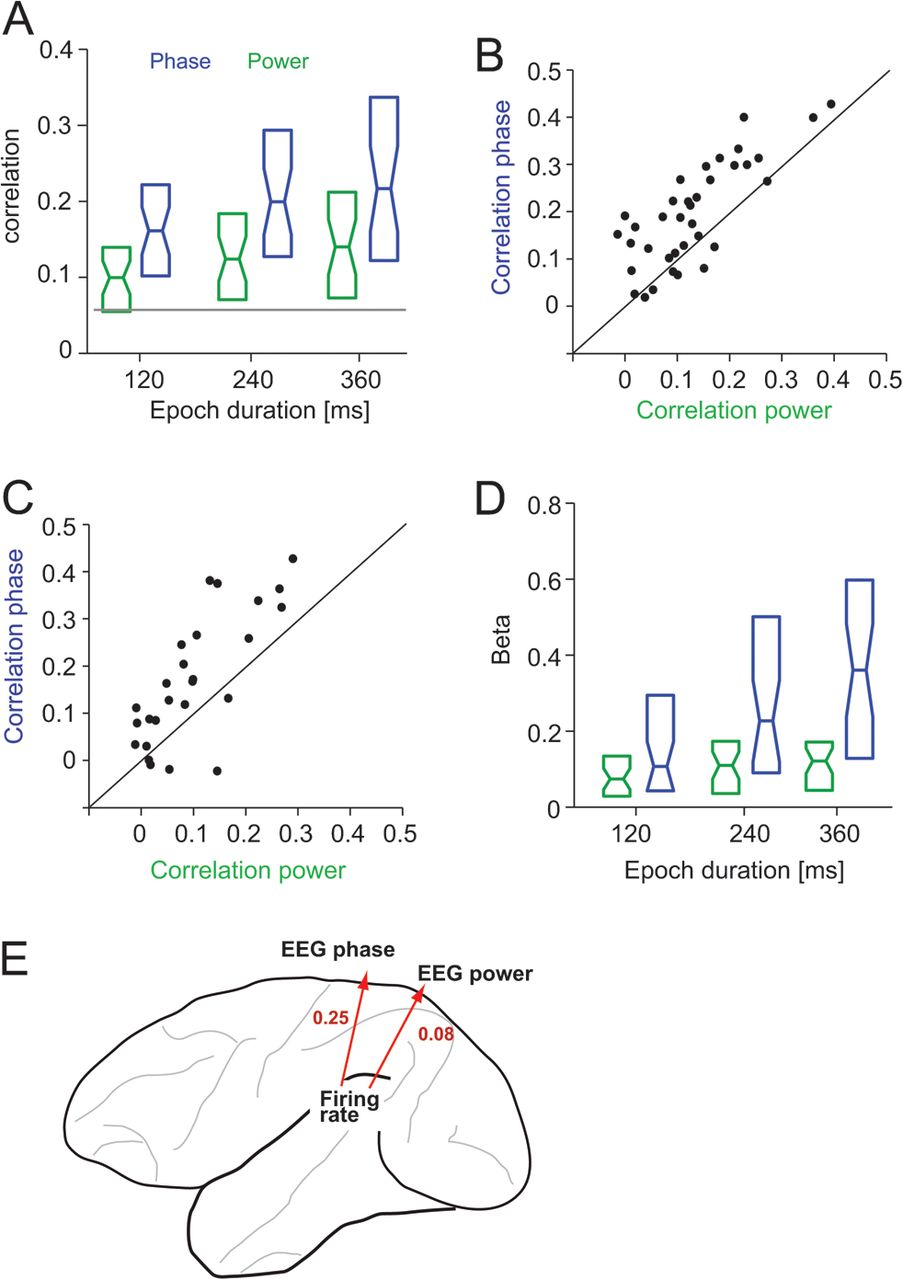 A
0.4
Phase Power
0.3
correlation
0.2
0.1
0
120 240 360
Epoch duration [ms]
B
0.5
Correlation phase
0.4
0.3
0.2
0.1
0
0 0.1 0.2 0.3 0.4 0.5
Correlation power
C
0.5
Correlation phase
0.4
0.3
0.2
0.1
0
0 0.1 0.2 0.3 0.4 0.5
Correlation power
D
0.8
0.6
Beta
0.4
0.2
0
120 240 360
Epoch duration [ms]
E
EEG phase
EEG power
0.25
0.08
Firing
rate